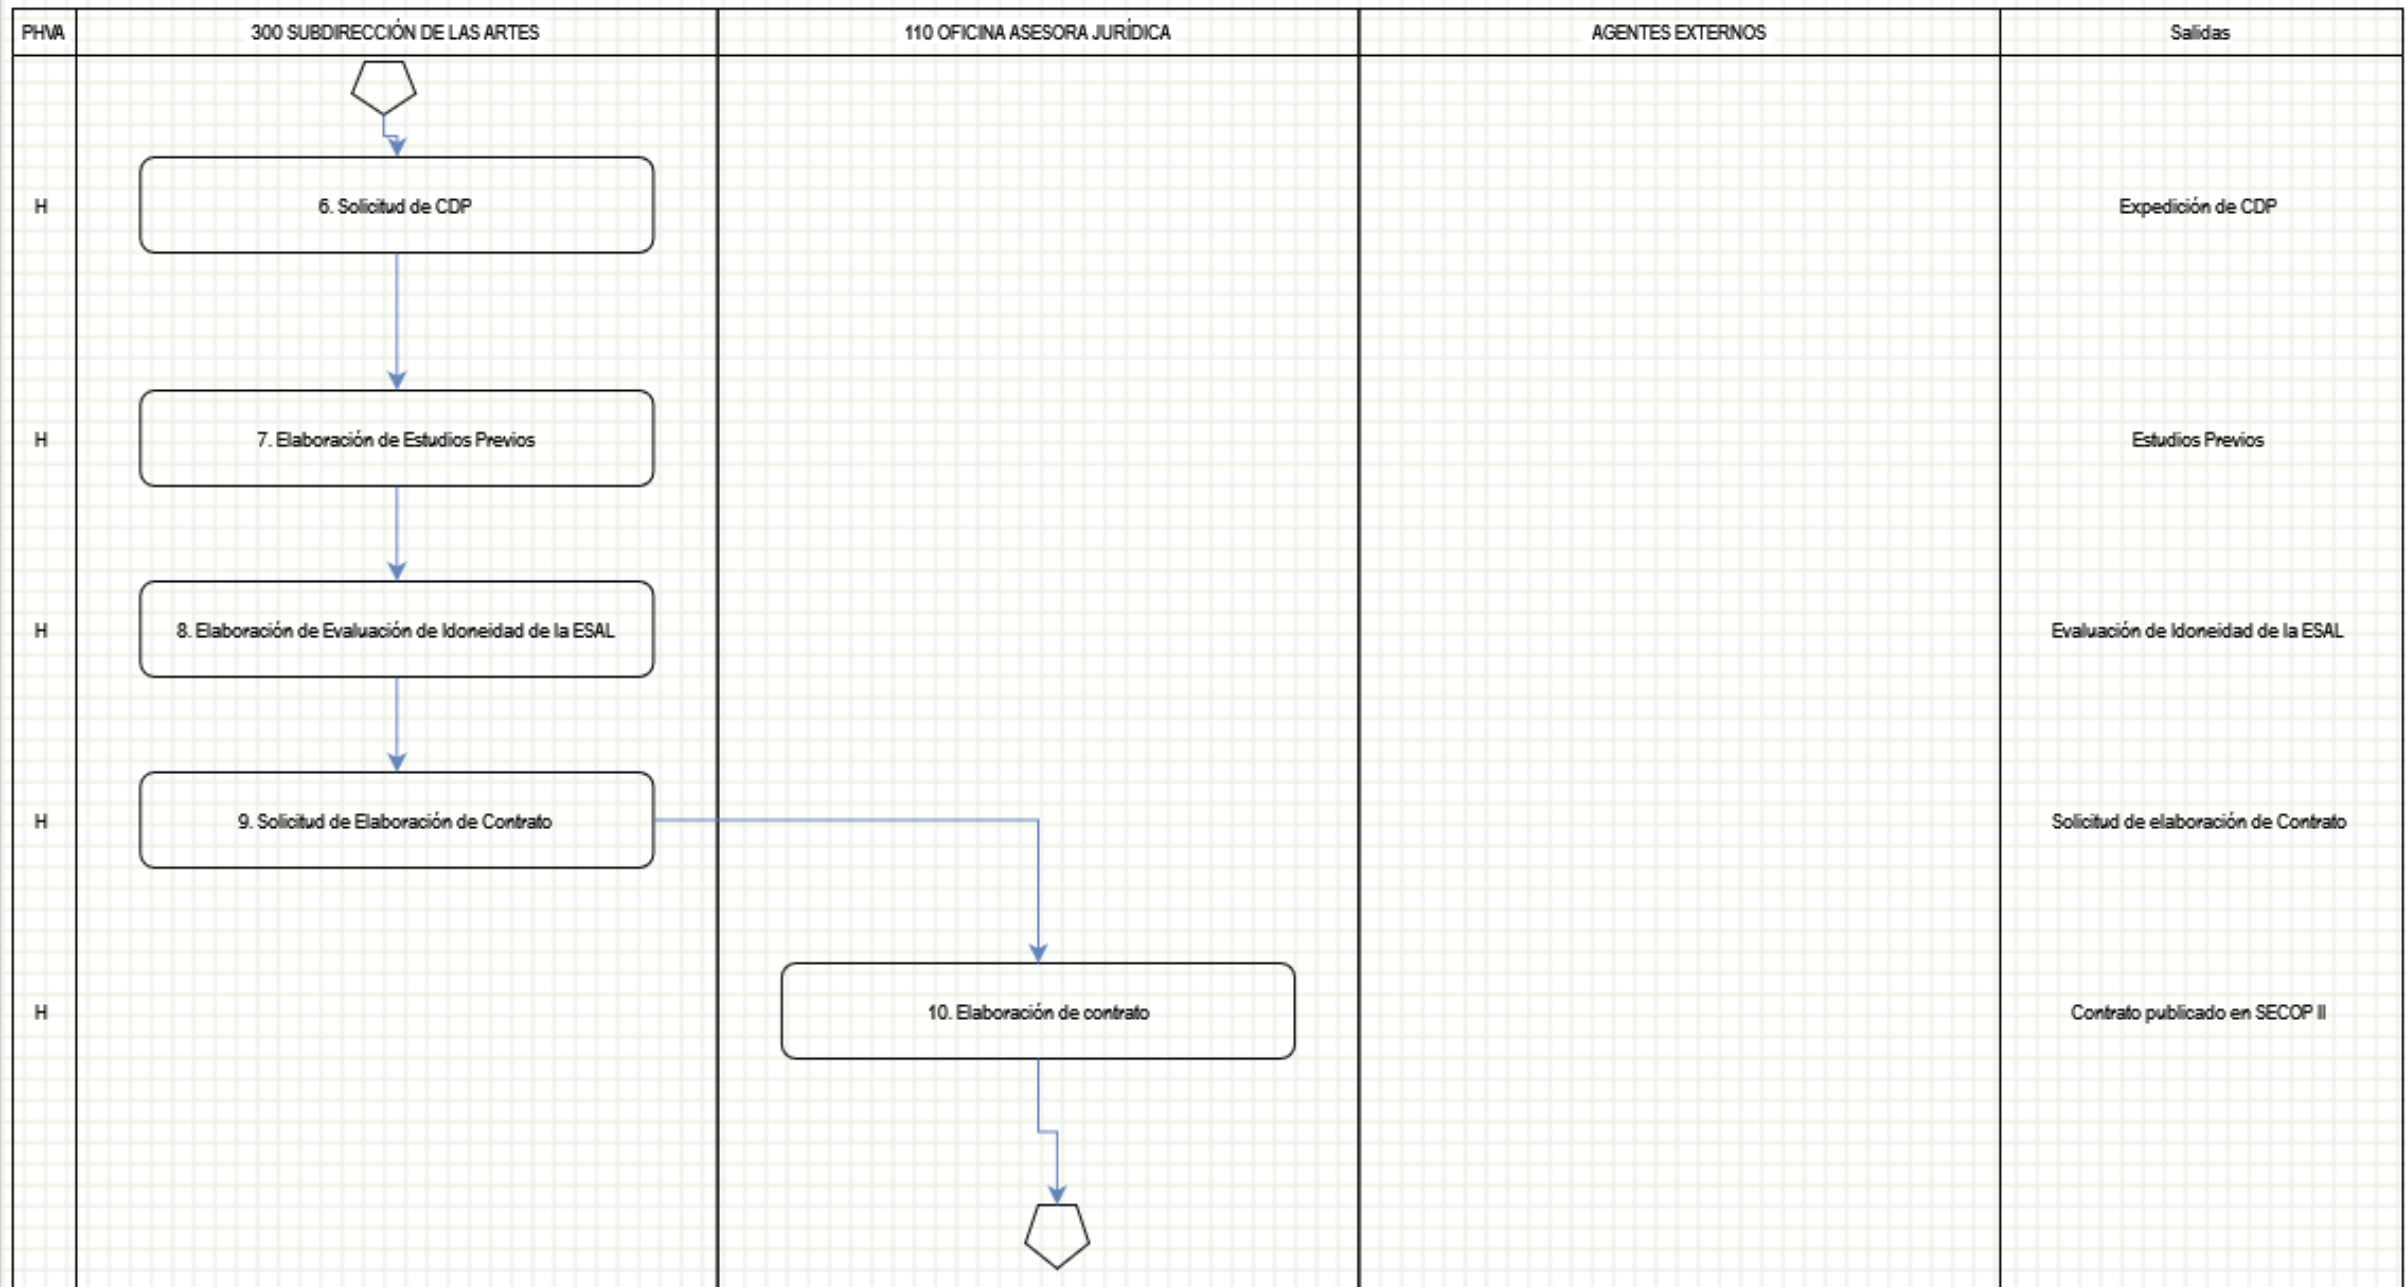 PHVA
300 SUBDIRECCIÓN DE LAS ARTES
110 OFICINA ASESORA JURÍDICA
AGENTES EXTERNOS
Salidas
H
6. Solicitud de CDP
Expedición de CDP
H
7. Elaboración de Estudios Previos
Estudios Previos
H
8. Elaboración de Evaluación de Idoneidad de la ESAL
Evaluación de Idoneidad de la ESAL
H
9. Solicitud de Elaboración de Contrato
Solicitud de elaboración de Contrato
H
10. Elaboración de contrato
Contrato publicado en SECOP II